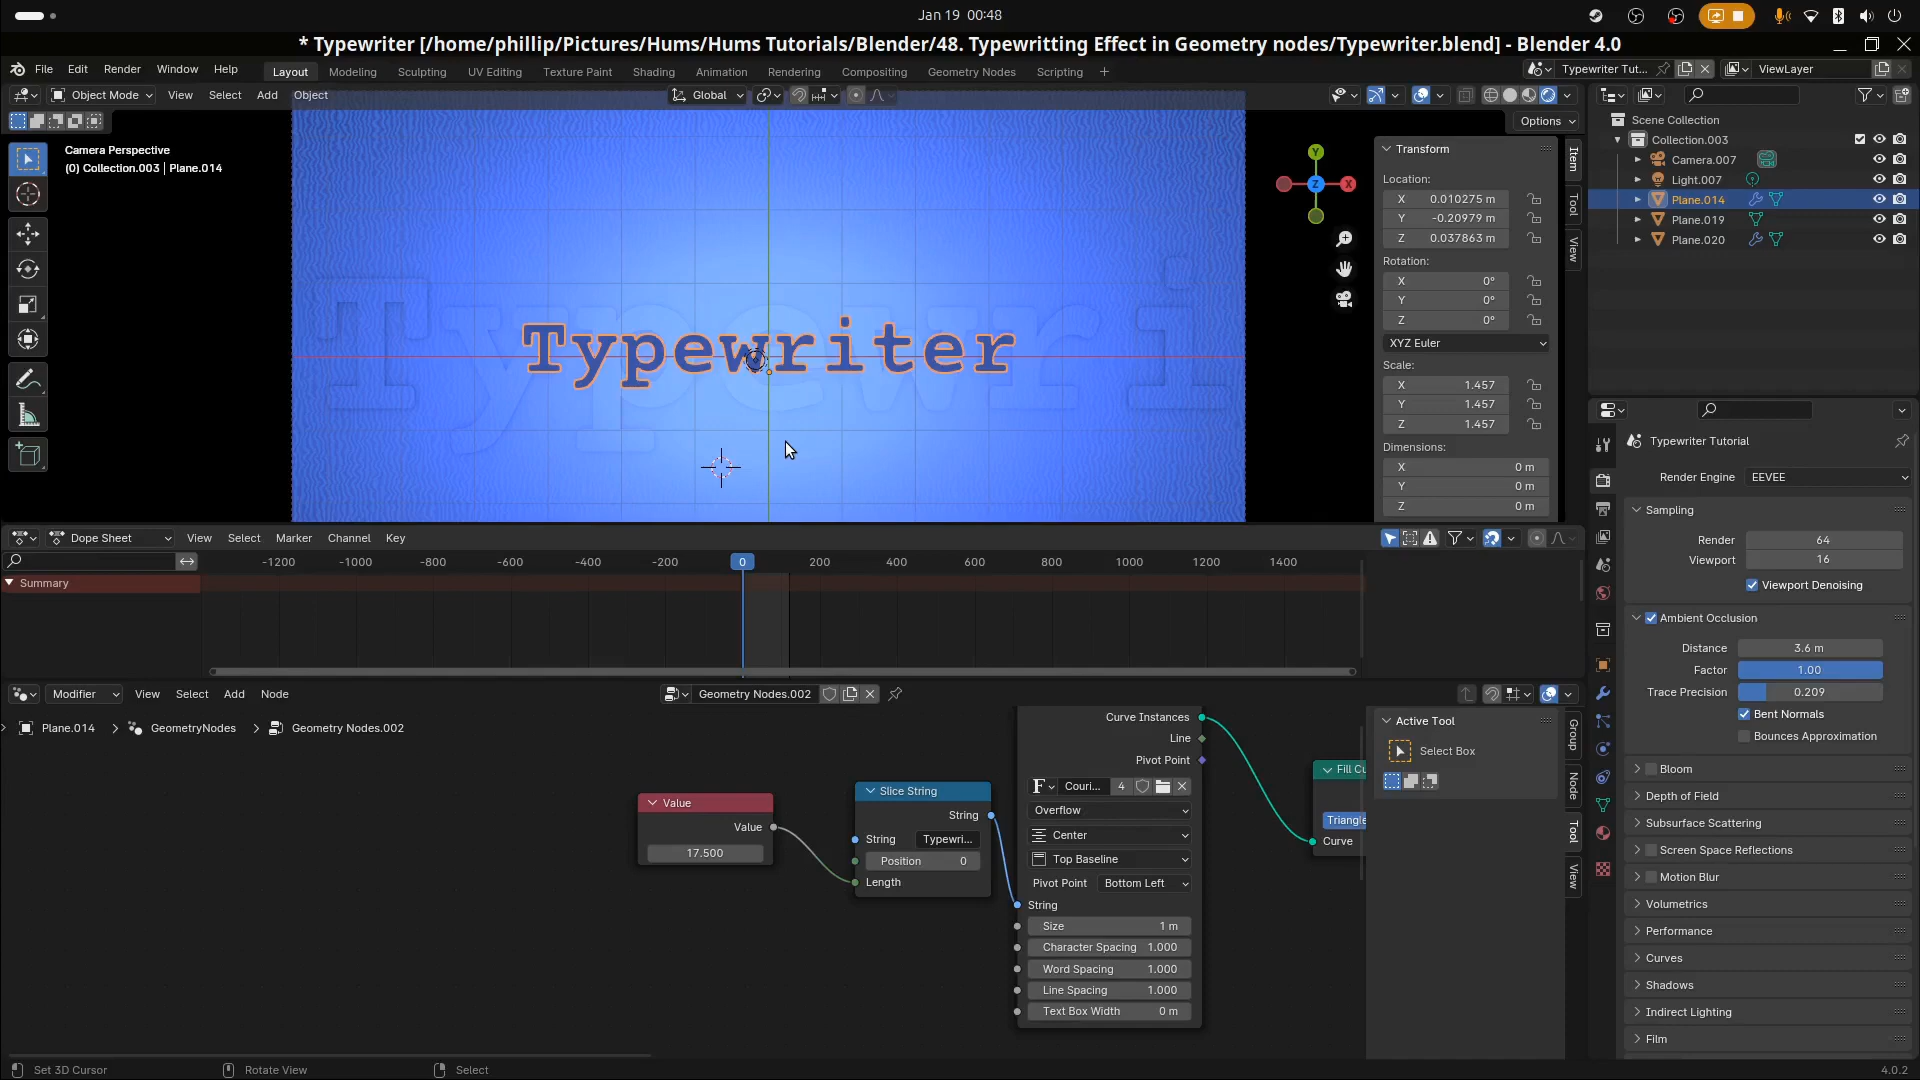 Jan 19 00:48
* Typewriter [/home/phillip/Pictures/Hums/Hums Tutorials/Blender/48. Typewritting Effect in Geometry nodes/Typewriter.blend] - Blender 4.0
File Edit Render Window Help
Layout Modeling Sculpting UV Editing Texture Paint Shading Animation Rendering Compositing Geometry Nodes Scripting +
Typewriter Tut...
ViewLayer
Object Mode View Select Add Object
Global
Options
Camera Perspective
(0) Collection.003 | Plane.014
Typewri
Typewriter
Y
Z
X
Transform
Location:
X 0.010275 m
Y -0.20979 m
Z 0.037863 m
Rotation:
X 0°
Y 0°
Z 0°
XYZ Euler
Scale:
X 1.457
Y 1.457
Z 1.457
Dimensions:
X 0 m
Y 0 m
Z 0 m
Item
Tool
View
Scene Collection
Collection.003
Camera.007
Light.007
Plane.014
Plane.019
Plane.020
Dope Sheet View Select Marker Channel Key
-1200 -1000 -800 -600 -400 -200 0 200 400 600 800 1000 1200 1400
Summary
Modifier View Select Add Node
Geometry Nodes.002
Plane.014 > GeometryNodes > Geometry Nodes.002
Value
Value
17.500
Slice String
String
String Typewri...
Position 0
Length
Curve Instances
Line
Pivot Point
Couri... 4
Overflow
Center
Top Baseline
Pivot Point Bottom Left
String
Size 1 m
Character Spacing 1.000
Word Spacing 1.000
Line Spacing 1.000
Text Box Width 0 m
Fill Cu
Triangle
Curve
Active Tool
Select Box
Group
Node
Tool
View
Typewriter Tutorial
Render Engine EEVEE
Sampling
Render 64
Viewport 16
Viewport Denoising
Ambient Occlusion
Distance 3.6 m
Factor 1.00
Trace Precision 0.209
Bent Normals
Bounces Approximation
Bloom
Depth of Field
Subsurface Scattering
Screen Space Reflections
Motion Blur
Volumetrics
Performance
Curves
Shadows
Indirect Lighting
Film
Set 3D Cursor
Rotate View
Select
4.0.2